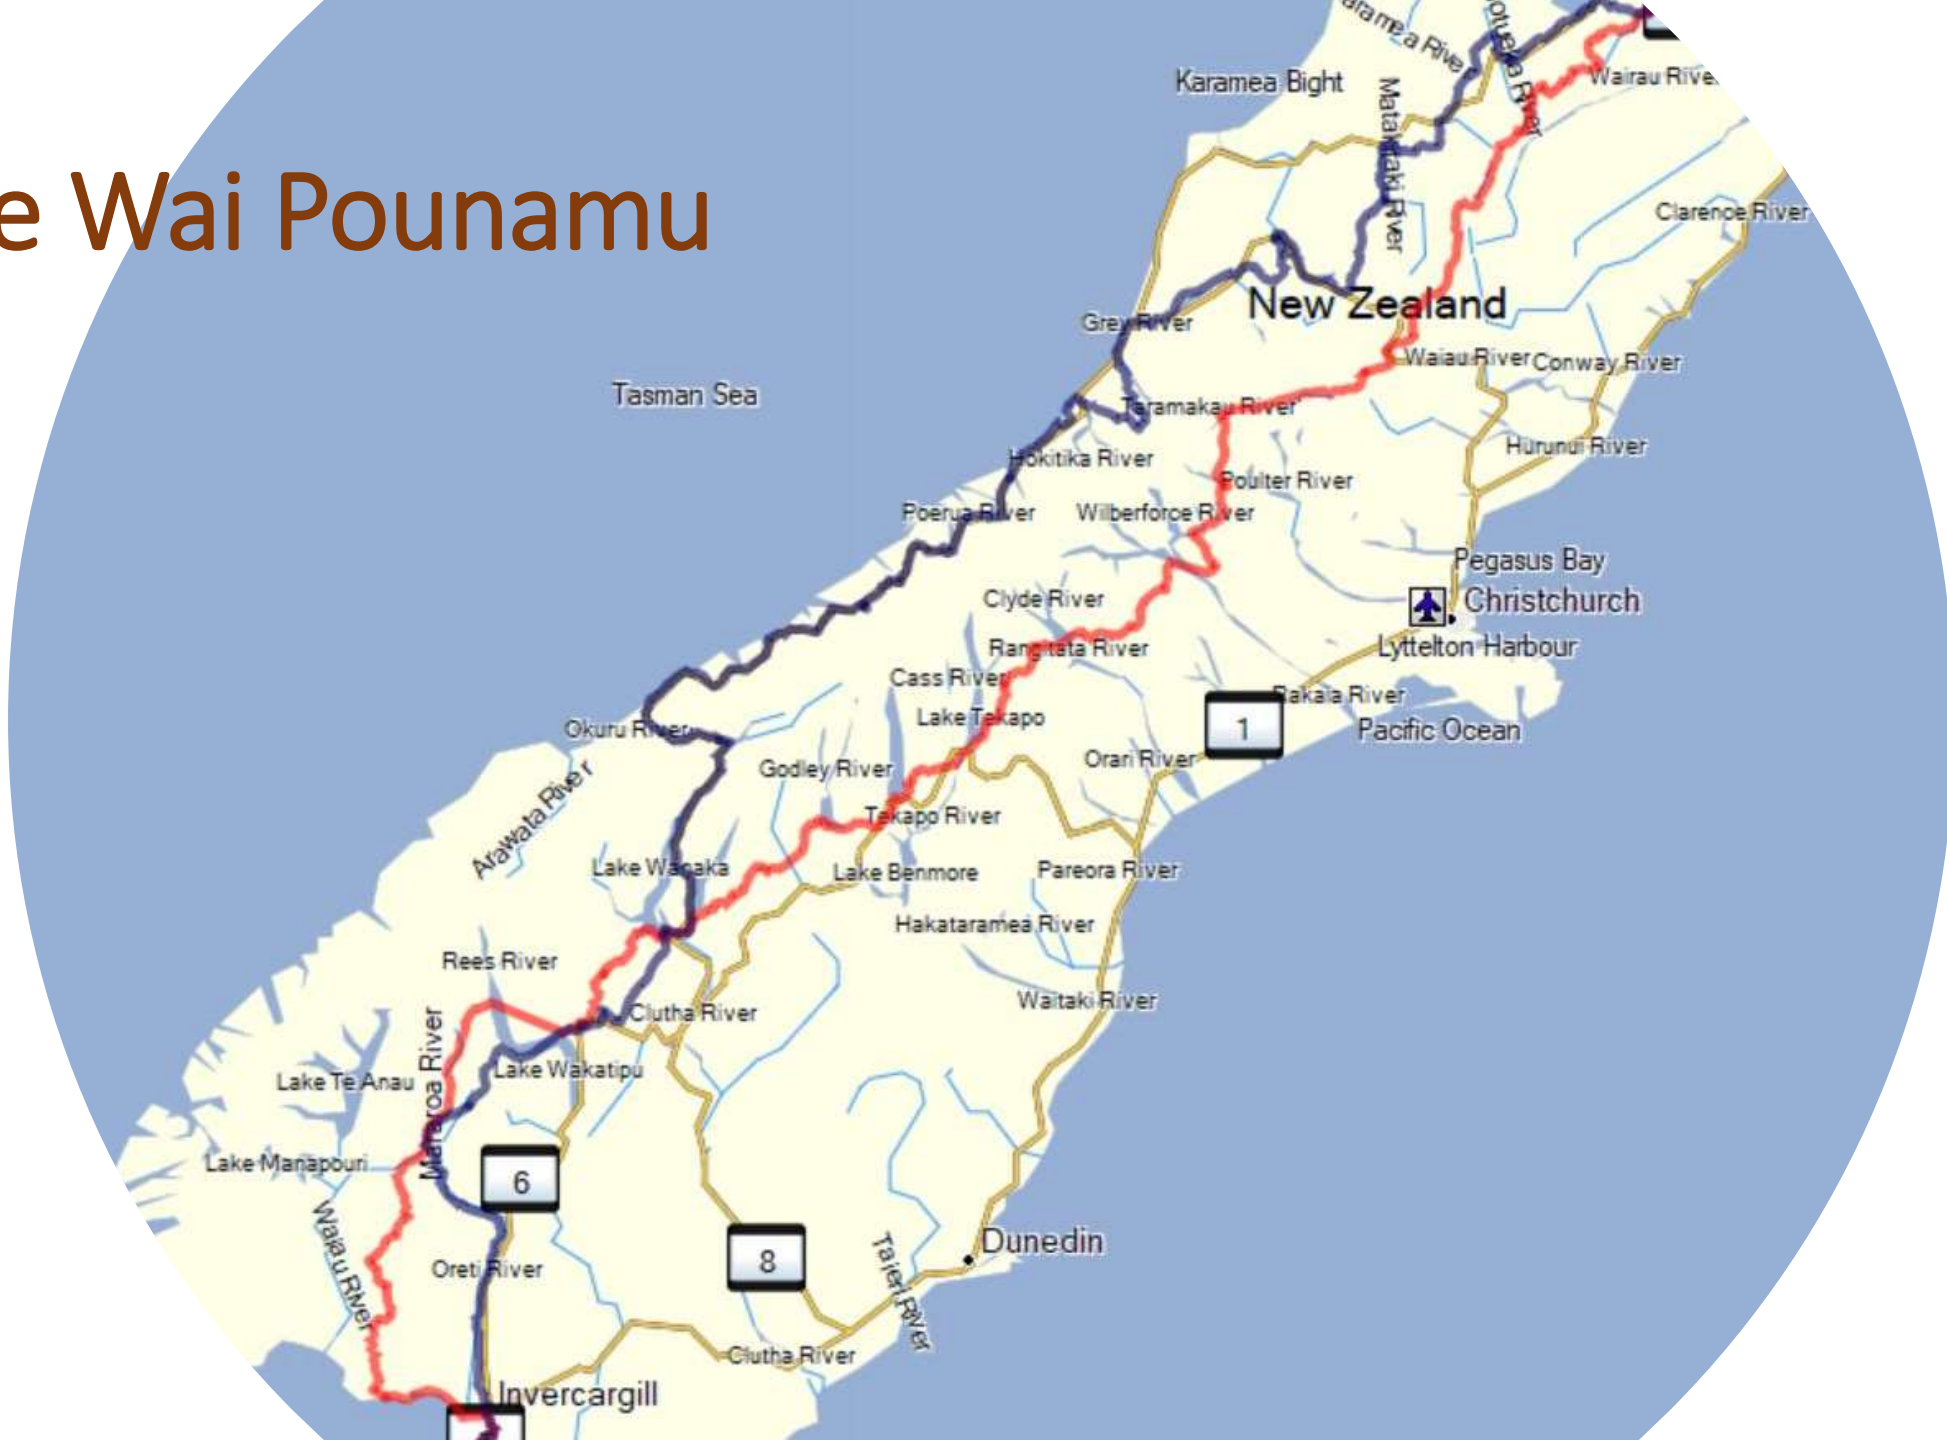 e Wai Pounamu
Karamea Bight
Wairau River
Matakitaki River
Clarence River
New Zealand
Grey River
Waiau River
Conway River
Tasman Sea
Taramakau River
Hurunui River
Hokitika River
Poulter River
Poerua River
Wilberforce River
Pegasus Bay
Christchurch
Clyde River
Lyttelton Harbour
Rangitata River
Cass River
Rakaia River
Lake Tekapo
1
Pacific Ocean
Okuru River
Orari River
Godley River
Arawata River
Tekapo River
Lake Wanaka
Lake Benmore
Pareora River
Hakataramea River
Rees River
Waitaki River
Clutha River
Lake Wakatipu
Lake Te Anau
Mararoa River
Lake Manapouri
6
Waiau River
Dunedin
8
Oreti River
Taieri River
Clutha River
Invercargill